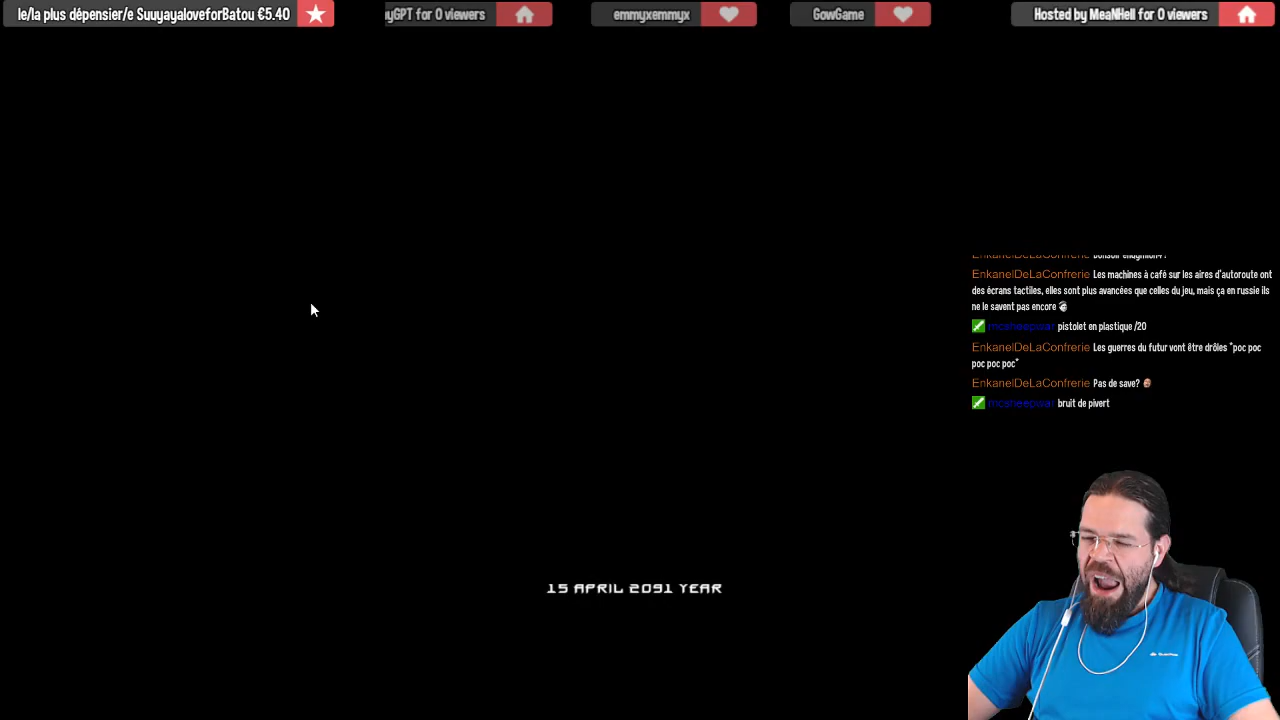 le/la plus dépensier/e SuuyayaloveforBatou €5.40
yGPT for 0 viewers
emmyxemmyx
GowGame
Hosted by MeaNHell for 0 viewers
EnkanelDeLaConfrerie
EnkanelDeLaConfrerie Les machines à café sur les aires d'autoroute ont
des écrans tactiles, elles sont plus avancées que celles du jeu, mais ça en russie ils
ne le savent pas encore
pistolet en plastique /20
EnkanelDeLaConfrerie Les guerres du futur vont être drôles "poc poc
poc poc poc"
EnkanelDeLaConfrerie Pas de save?
bruit de pivert
15 APRIL 2091 YEAR